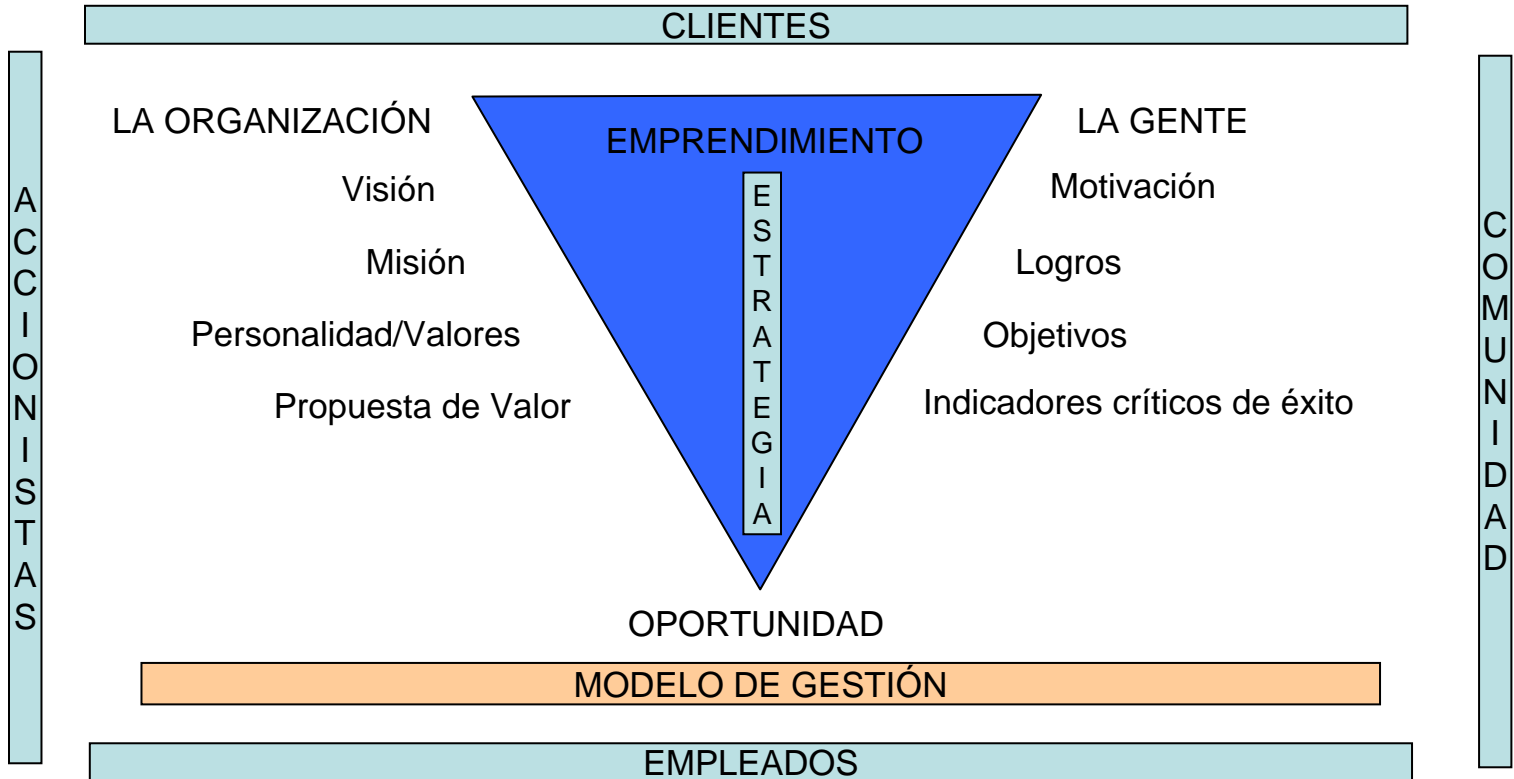 CLIENTES
ACCIONISTAS
LA ORGANIZACIÓN
Visión
Misión
Personalidad/Valores
Propuesta de Valor
EMPRENDIMIENTO
ESTRATEGIA
LA GENTE
Motivación
Logros
Objetivos
Indicadores críticos de éxito
COMUNIDAD
OPORTUNIDAD
MODELO DE GESTIÓN
EMPLEADOS